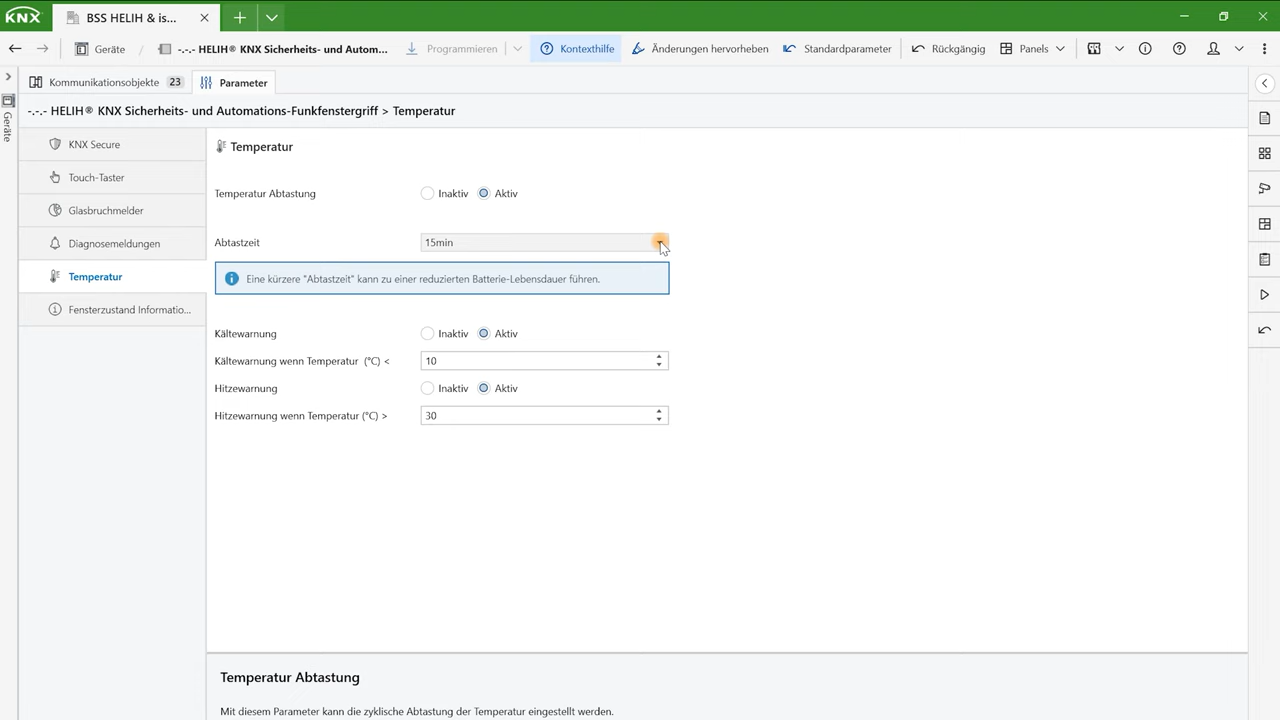 KNX
BSS HELIH & is...
Geräte
-.-.- HELIH® KNX Sicherheits- und Autom...
Programmieren
Kontexthilfe
Änderungen hervorheben
Standardparameter
Rückgängig
Panels
Kommunikationsobjekte 23
Parameter
Geräte
-.-.- HELIH® KNX Sicherheits- und Automations-Funkfenstergriff > Temperatur
KNX Secure
Touch-Taster
Glasbruchmelder
Diagnosemeldungen
Temperatur
Fensterzustand Informatio...
Temperatur
Temperatur Abtastung Inaktiv Aktiv
Abtastzeit 15min
Eine kürzere "Abtastzeit" kann zu einer reduzierten Batterie-Lebensdauer führen.
Kältewarnung Inaktiv Aktiv
Kältewarnung wenn Temperatur (°C) < 10
Hitzewarnung Inaktiv Aktiv
Hitzewarnung wenn Temperatur (°C) > 30
Temperatur Abtastung
Mit diesem Parameter kann die zyklische Abtastung der Temperatur eingestellt werden.